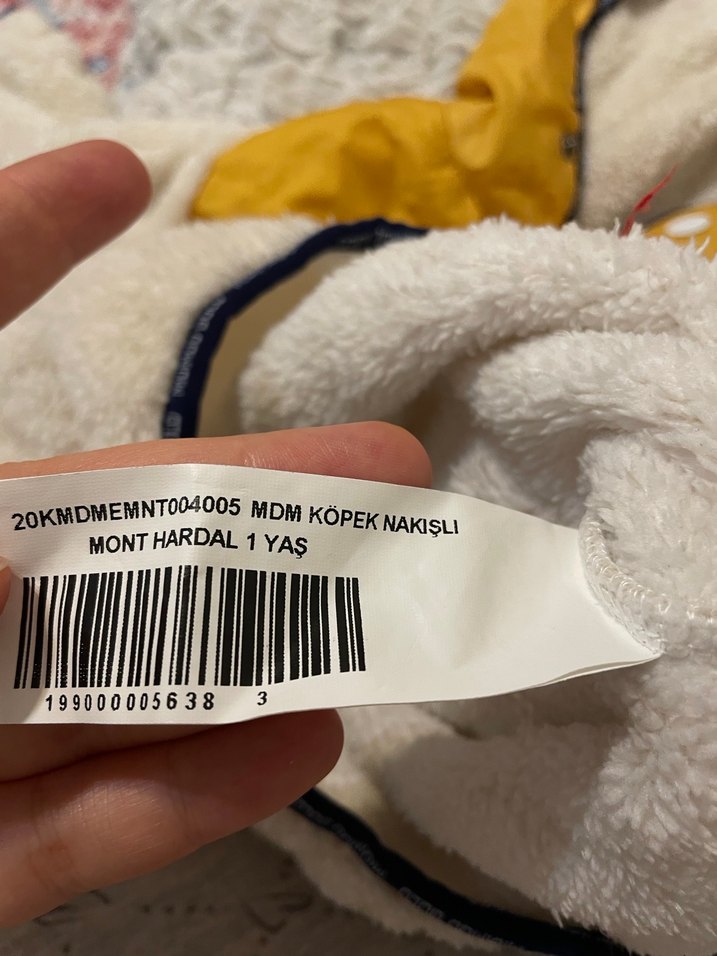 20KMDMEMNT004005 MDM KÖPEK NAKIŞLI
MONT HARDAL 1 YAŞ
199000005638 3